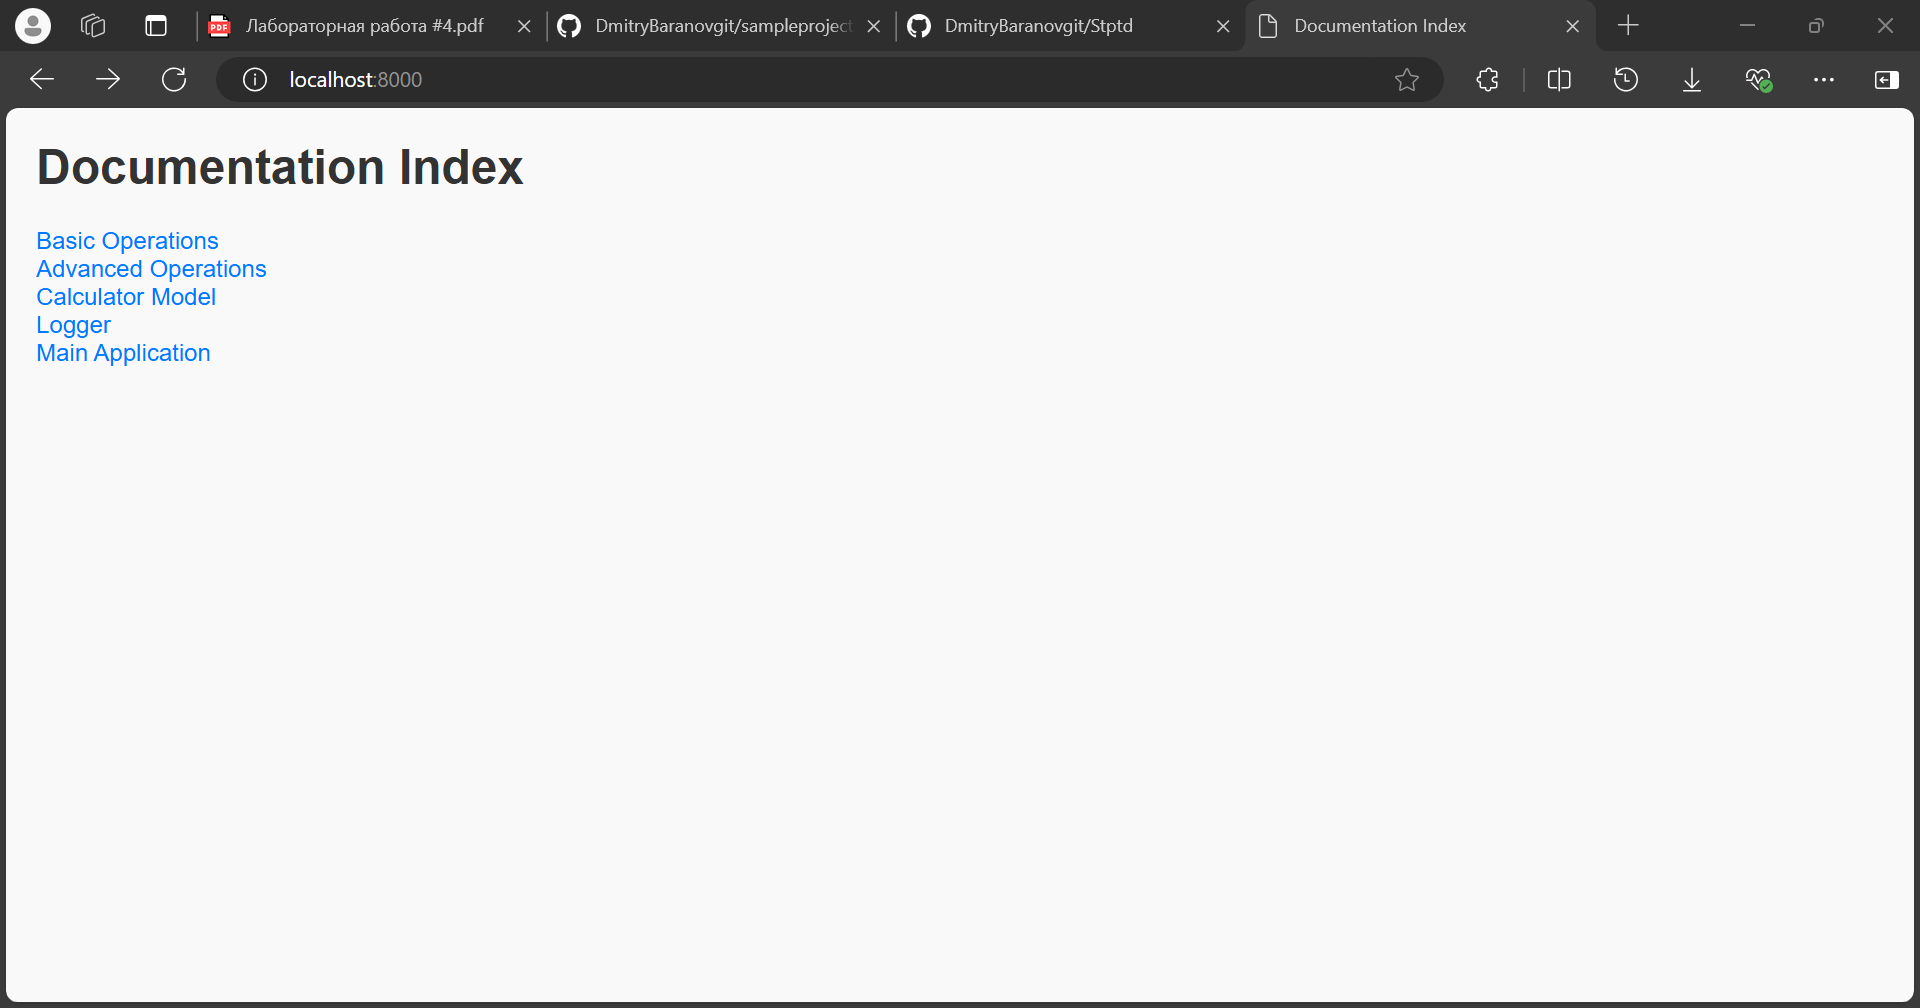 Лабораторная работа #4.pdf
DmitryBaranovgit/sampleproject
DmitryBaranovgit/Stptd
Documentation Index
localhost:8000
Documentation Index
Basic Operations
Advanced Operations
Calculator Model
Logger
Main Application